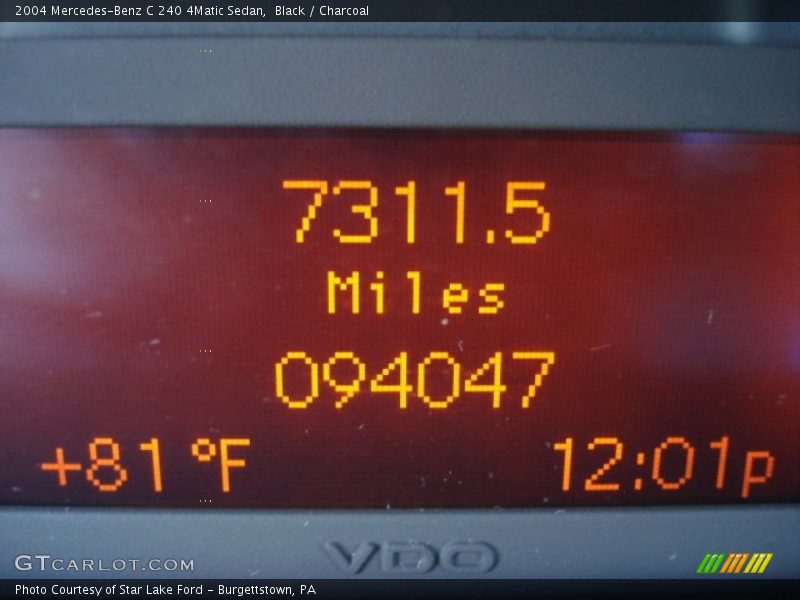 2004 Mercedes-Benz C 240 4Matic Sedan,  Black / Charcoal
7311.5
Miles
094047
+81°F 12:01p
VDO
GTCARLOT.COM
Photo Courtesy of Star Lake Ford - Burgettstown, PA